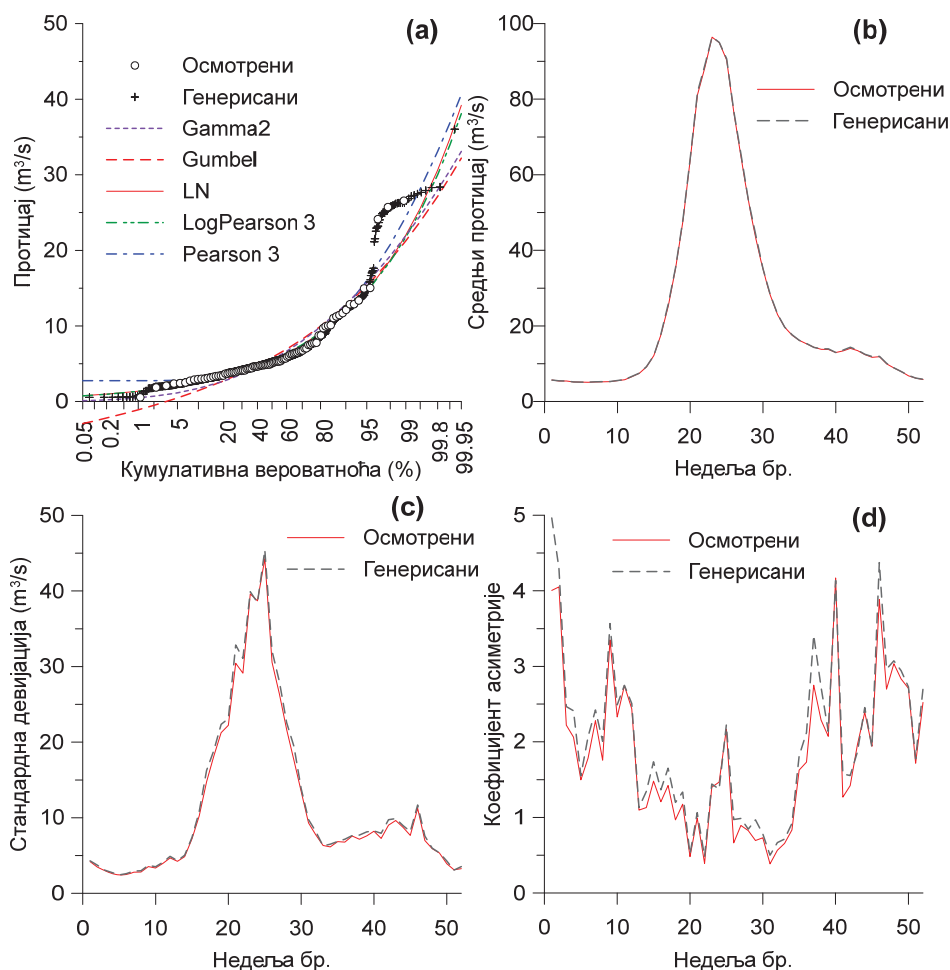 (a)
50
40
30
20
10
0
Протицај (m³/s)
Осмотрени
Генерисани
Gamma2
Gumbel
LN
LogPearson 3
Pearson 3
0.05
0.2
1
5
20
40
60
80
95
99
99.8
99.95
Кумулативна вероватноћа (%)
(b)
100
80
60
40
20
0
Средњи протицај (m³/s)
Осмотрени
Генерисани
0 10 20 30 40 50
Недеља бр.
(c)
50
40
30
20
10
0
Стандардна девијација (m³/s)
Осмотрени
Генерисани
0 10 20 30 40 50
Недеља бр.
(d)
5
4
3
2
1
0
Коефицијент асиметрије
Осмотрени
Генерисани
0 10 20 30 40 50
Недеља бр.